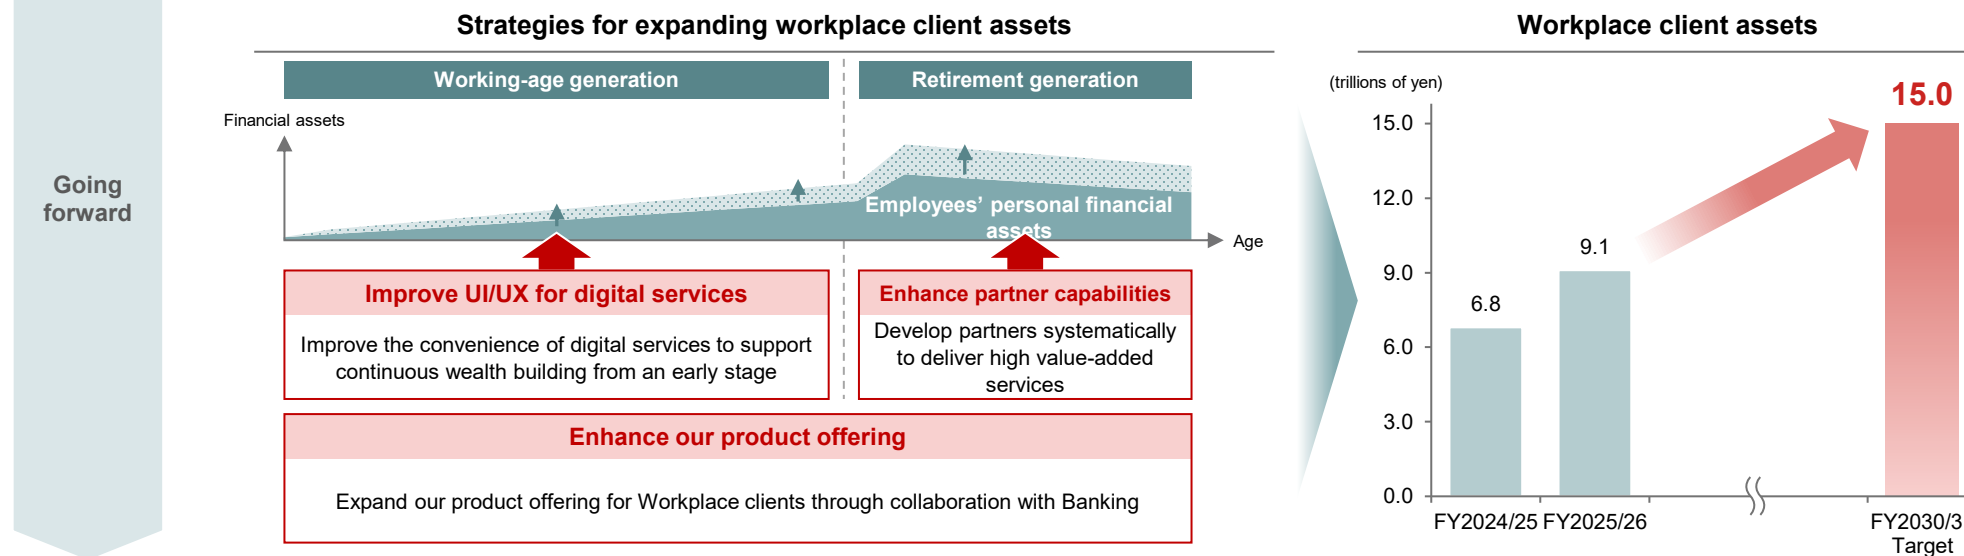 Strategies for expanding workplace client assets
Working-age generation
Retirement generation
Financial assets
Going
forward
Employees' personal financial
assets
Age
Improve UI/UX for digital services
Improve the convenience of digital services to support
continuous wealth building from an early stage
Enhance partner capabilities
Develop partners systematically
to deliver high value-added
services
Enhance our product offering
Expand our product offering for Workplace clients through collaboration with Banking
Workplace client assets
(trillions of yen)
15.0
15.0
12.0
9.1
9.0
6.8
6.0
3.0
0.0
FY2024/25
FY2025/26
FY2030/3
Target